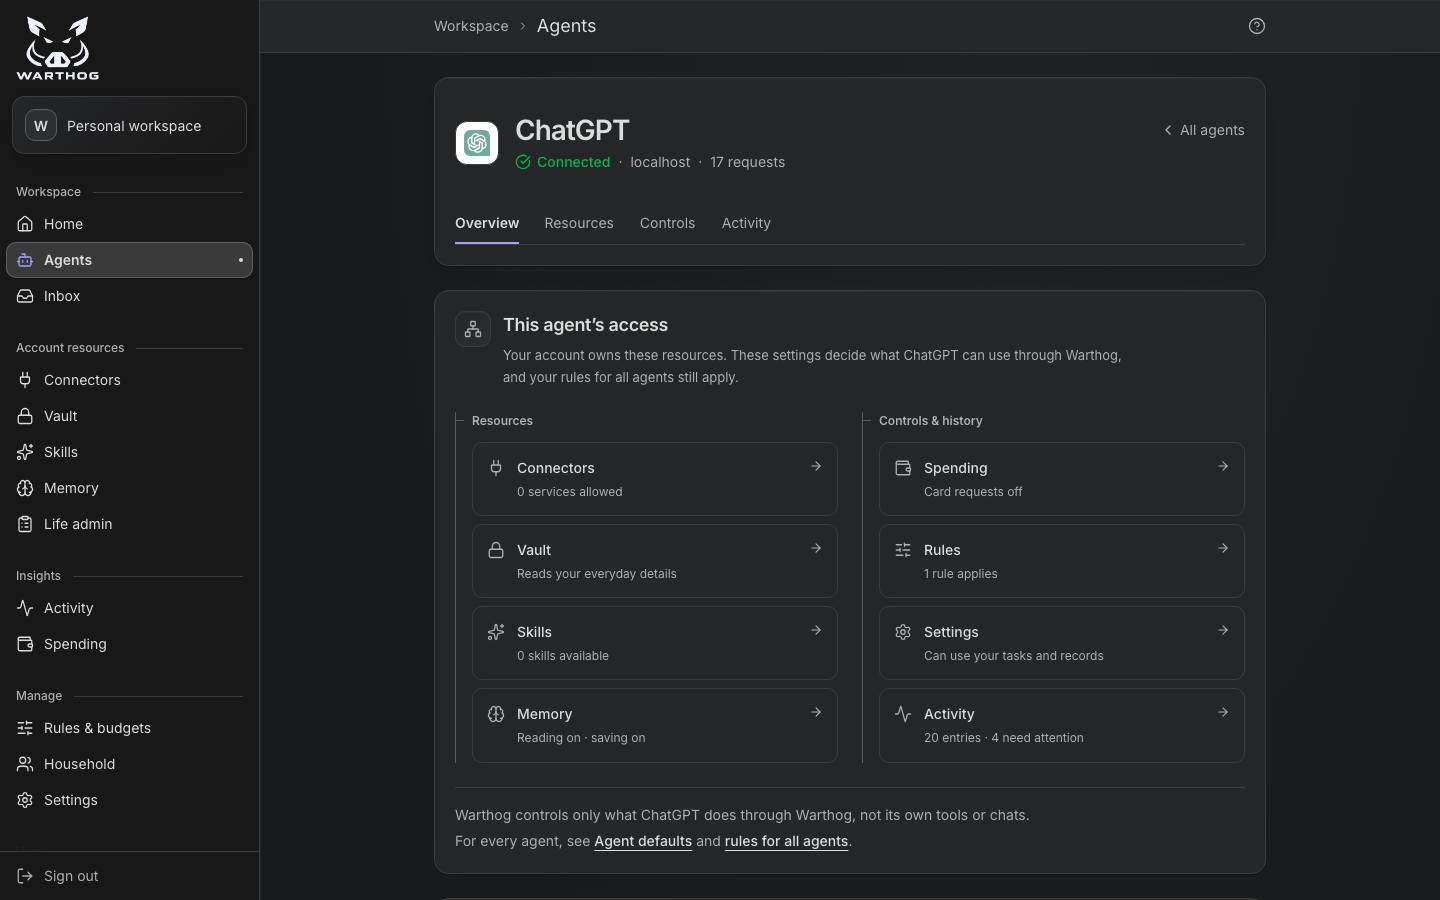 WARTHOG
W Personal workspace
Workspace
Home
Agents
Inbox
Account resources
Connectors
Vault
Skills
Memory
Life admin
Insights
Activity
Spending
Manage
Rules & budgets
Household
Settings
Sign out
Workspace > Agents
ChatGPT
All agents
Connected · localhost · 17 requests
Overview Resources Controls Activity
This agent’s access
Your account owns these resources. These settings decide what ChatGPT can use through Warthog,
and your rules for all agents still apply.
Resources
Connectors
0 services allowed
Vault
Reads your everyday details
Skills
0 skills available
Memory
Reading on · saving on
Controls & history
Spending
Card requests off
Rules
1 rule applies
Settings
Can use your tasks and records
Activity
20 entries · 4 need attention
Warthog controls only what ChatGPT does through Warthog, not its own tools or chats.
For every agent, see Agent defaults and rules for all agents.